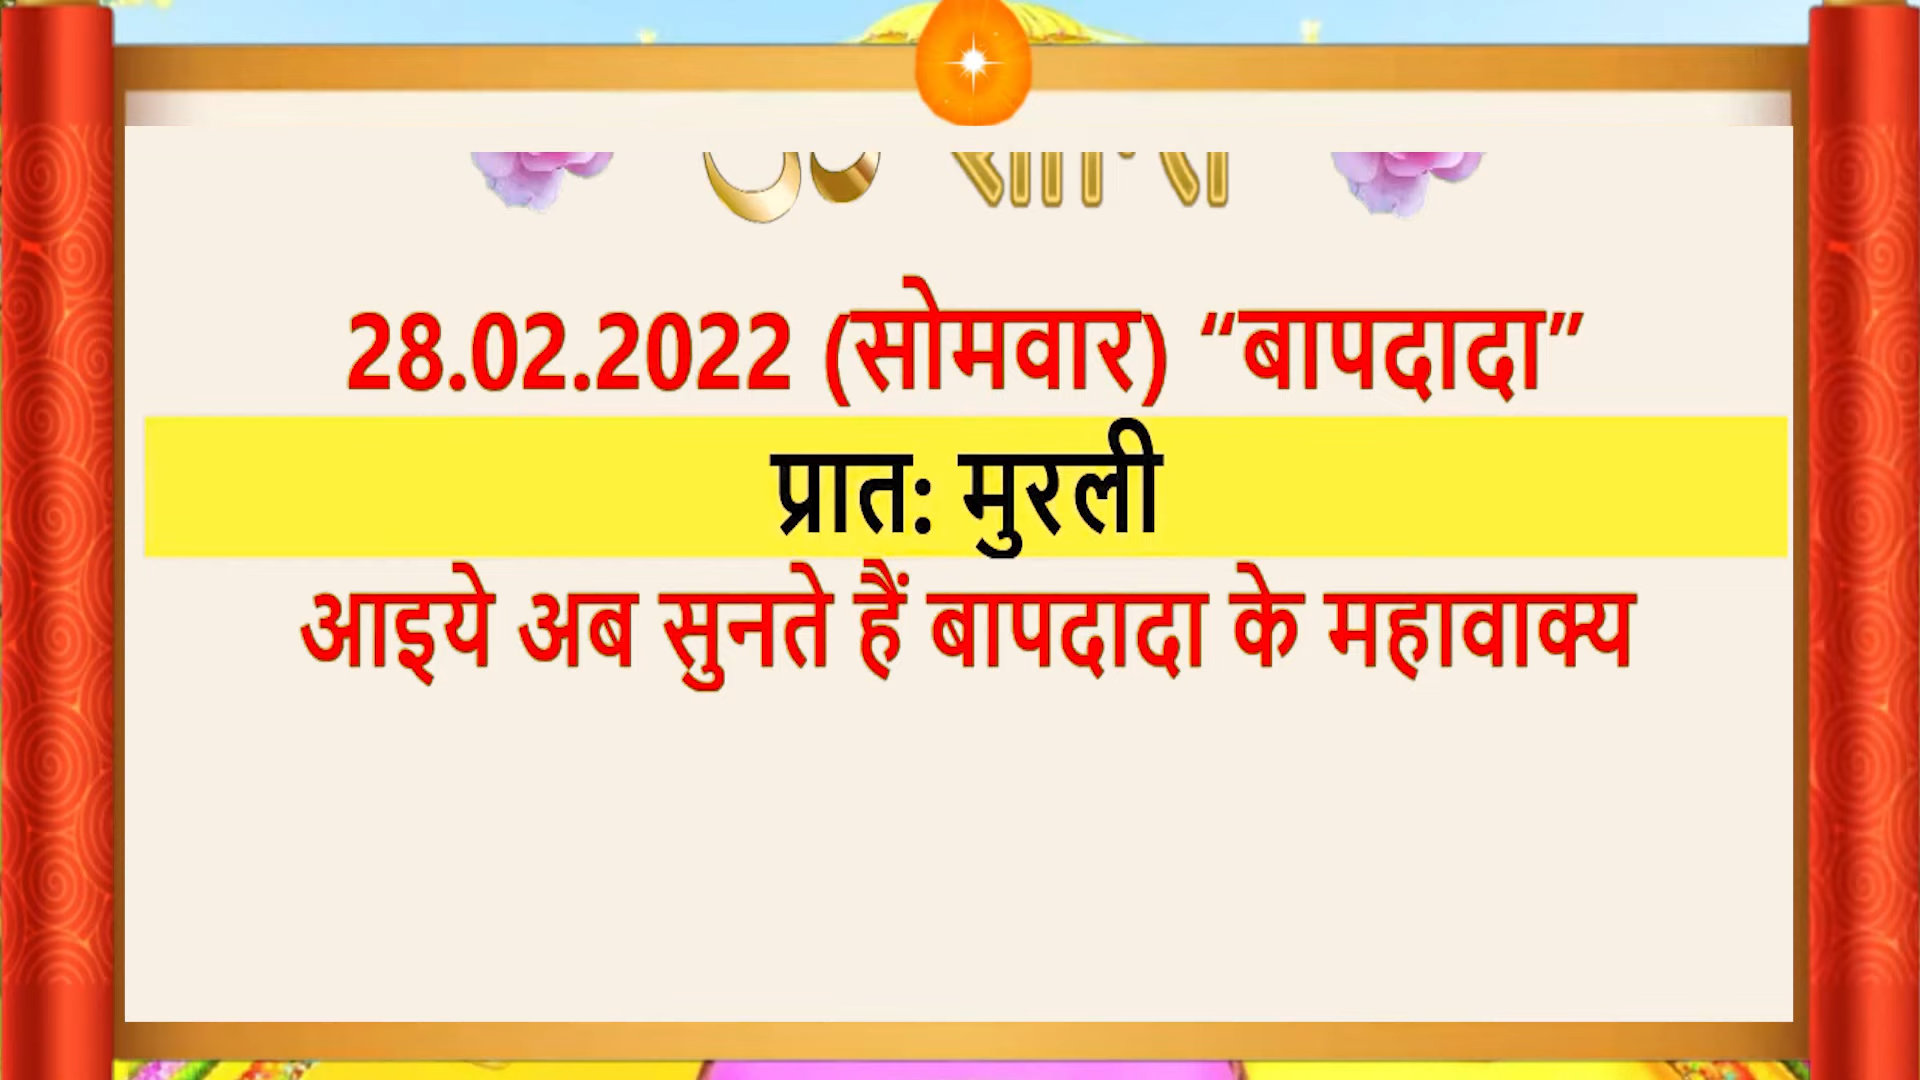 28.02.2022 (सोमवार) “बापदादा”
प्रात: मुरली
आइये अब सुनते हैं बापदादा के महावाक्य